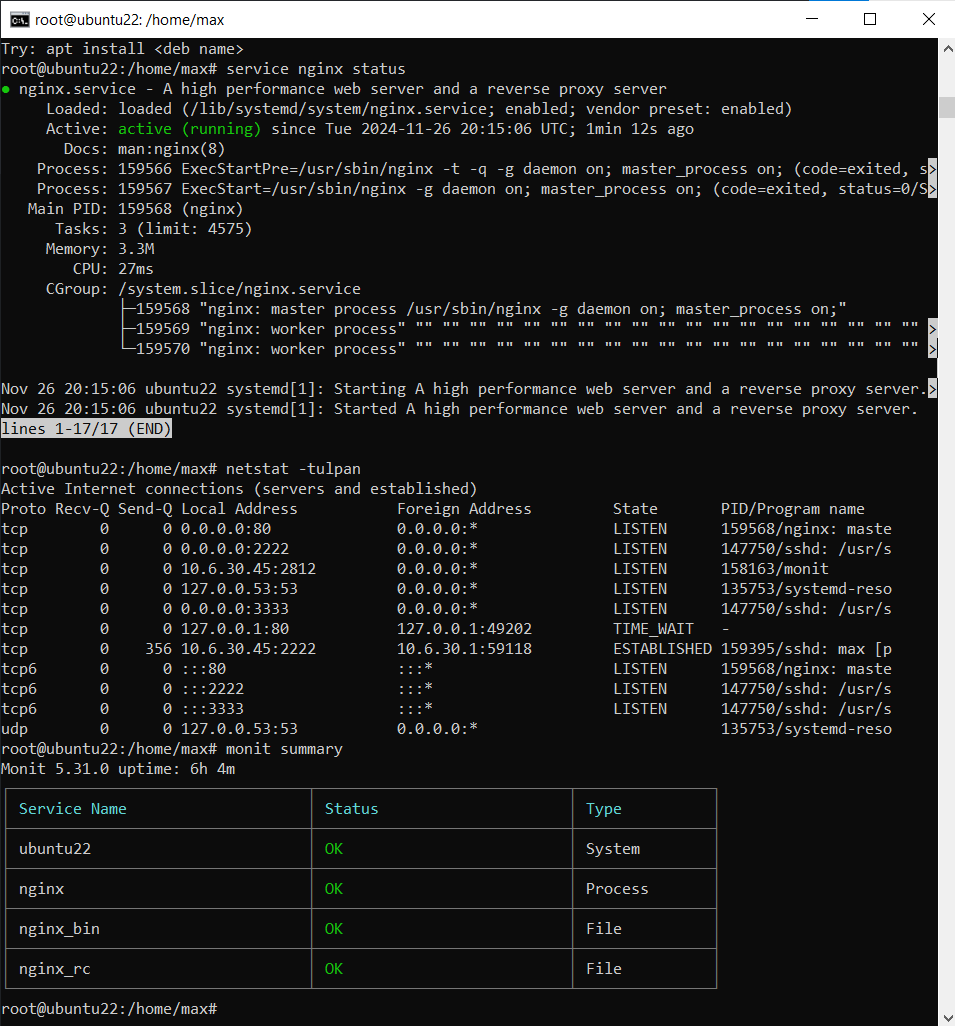 root@ubuntu22: /home/max
Try: apt install <deb name>
root@ubuntu22:/home/max# service nginx status
● nginx.service - A high performance web server and a reverse proxy server
     Loaded: loaded (/lib/systemd/system/nginx.service; enabled; vendor preset: enabled)
     Active: active (running) since Tue 2024-11-26 20:15:06 UTC; 1min 12s ago
       Docs: man:nginx(8)
    Process: 159566 ExecStartPre=/usr/sbin/nginx -t -q -g daemon on; master_process on; (code=exited, s>
    Process: 159567 ExecStart=/usr/sbin/nginx -g daemon on; master_process on; (code=exited, status=0/S>
   Main PID: 159568 (nginx)
      Tasks: 3 (limit: 4575)
     Memory: 3.3M
        CPU: 27ms
     CGroup: /system.slice/nginx.service
             ├─159568 "nginx: master process /usr/sbin/nginx -g daemon on; master_process on;"
             ├─159569 "nginx: worker process" "" "" "" "" "" "" "" "" "" "" "" "" "" "" "" "" "" "" "" >
             └─159570 "nginx: worker process" "" "" "" "" "" "" "" "" "" "" "" "" "" "" "" "" "" "" "" >
Nov 26 20:15:06 ubuntu22 systemd[1]: Starting A high performance web server and a reverse proxy server.>
Nov 26 20:15:06 ubuntu22 systemd[1]: Started A high performance web server and a reverse proxy server.
lines 1-17/17 (END)
root@ubuntu22:/home/max# netstat -tulpan
Active Internet connections (servers and established)
Proto Recv-Q Send-Q Local Address           Foreign Address         State       PID/Program name
tcp        0      0 0.0.0.0:80              0.0.0.0:*               LISTEN      159568/nginx: maste
tcp        0      0 0.0.0.0:2222            0.0.0.0:*               LISTEN      147750/sshd: /usr/s
tcp        0      0 10.6.30.45:2812         0.0.0.0:*               LISTEN      158163/monit
tcp        0      0 127.0.0.53:53           0.0.0.0:*               LISTEN      135753/systemd-reso
tcp        0      0 0.0.0.0:3333            0.0.0.0:*               LISTEN      147750/sshd: /usr/s
tcp        0      0 127.0.0.1:80            127.0.0.1:49202         TIME_WAIT   -
tcp        0    356 10.6.30.45:2222         10.6.30.1:59118         ESTABLISHED 159395/sshd: max [p
tcp6       0      0 :::80                   :::*                    LISTEN      159568/nginx: maste
tcp6       0      0 :::2222                 :::*                    LISTEN      147750/sshd: /usr/s
tcp6       0      0 :::3333                 :::*                    LISTEN      147750/sshd: /usr/s
udp        0      0 127.0.0.53:53           0.0.0.0:*                           135753/systemd-reso
root@ubuntu22:/home/max# monit summary
Monit 5.31.0 uptime: 6h 4m
Service Name Status Type
ubuntu22 OK System
nginx OK Process
nginx_bin OK File
nginx_rc OK File
root@ubuntu22:/home/max#